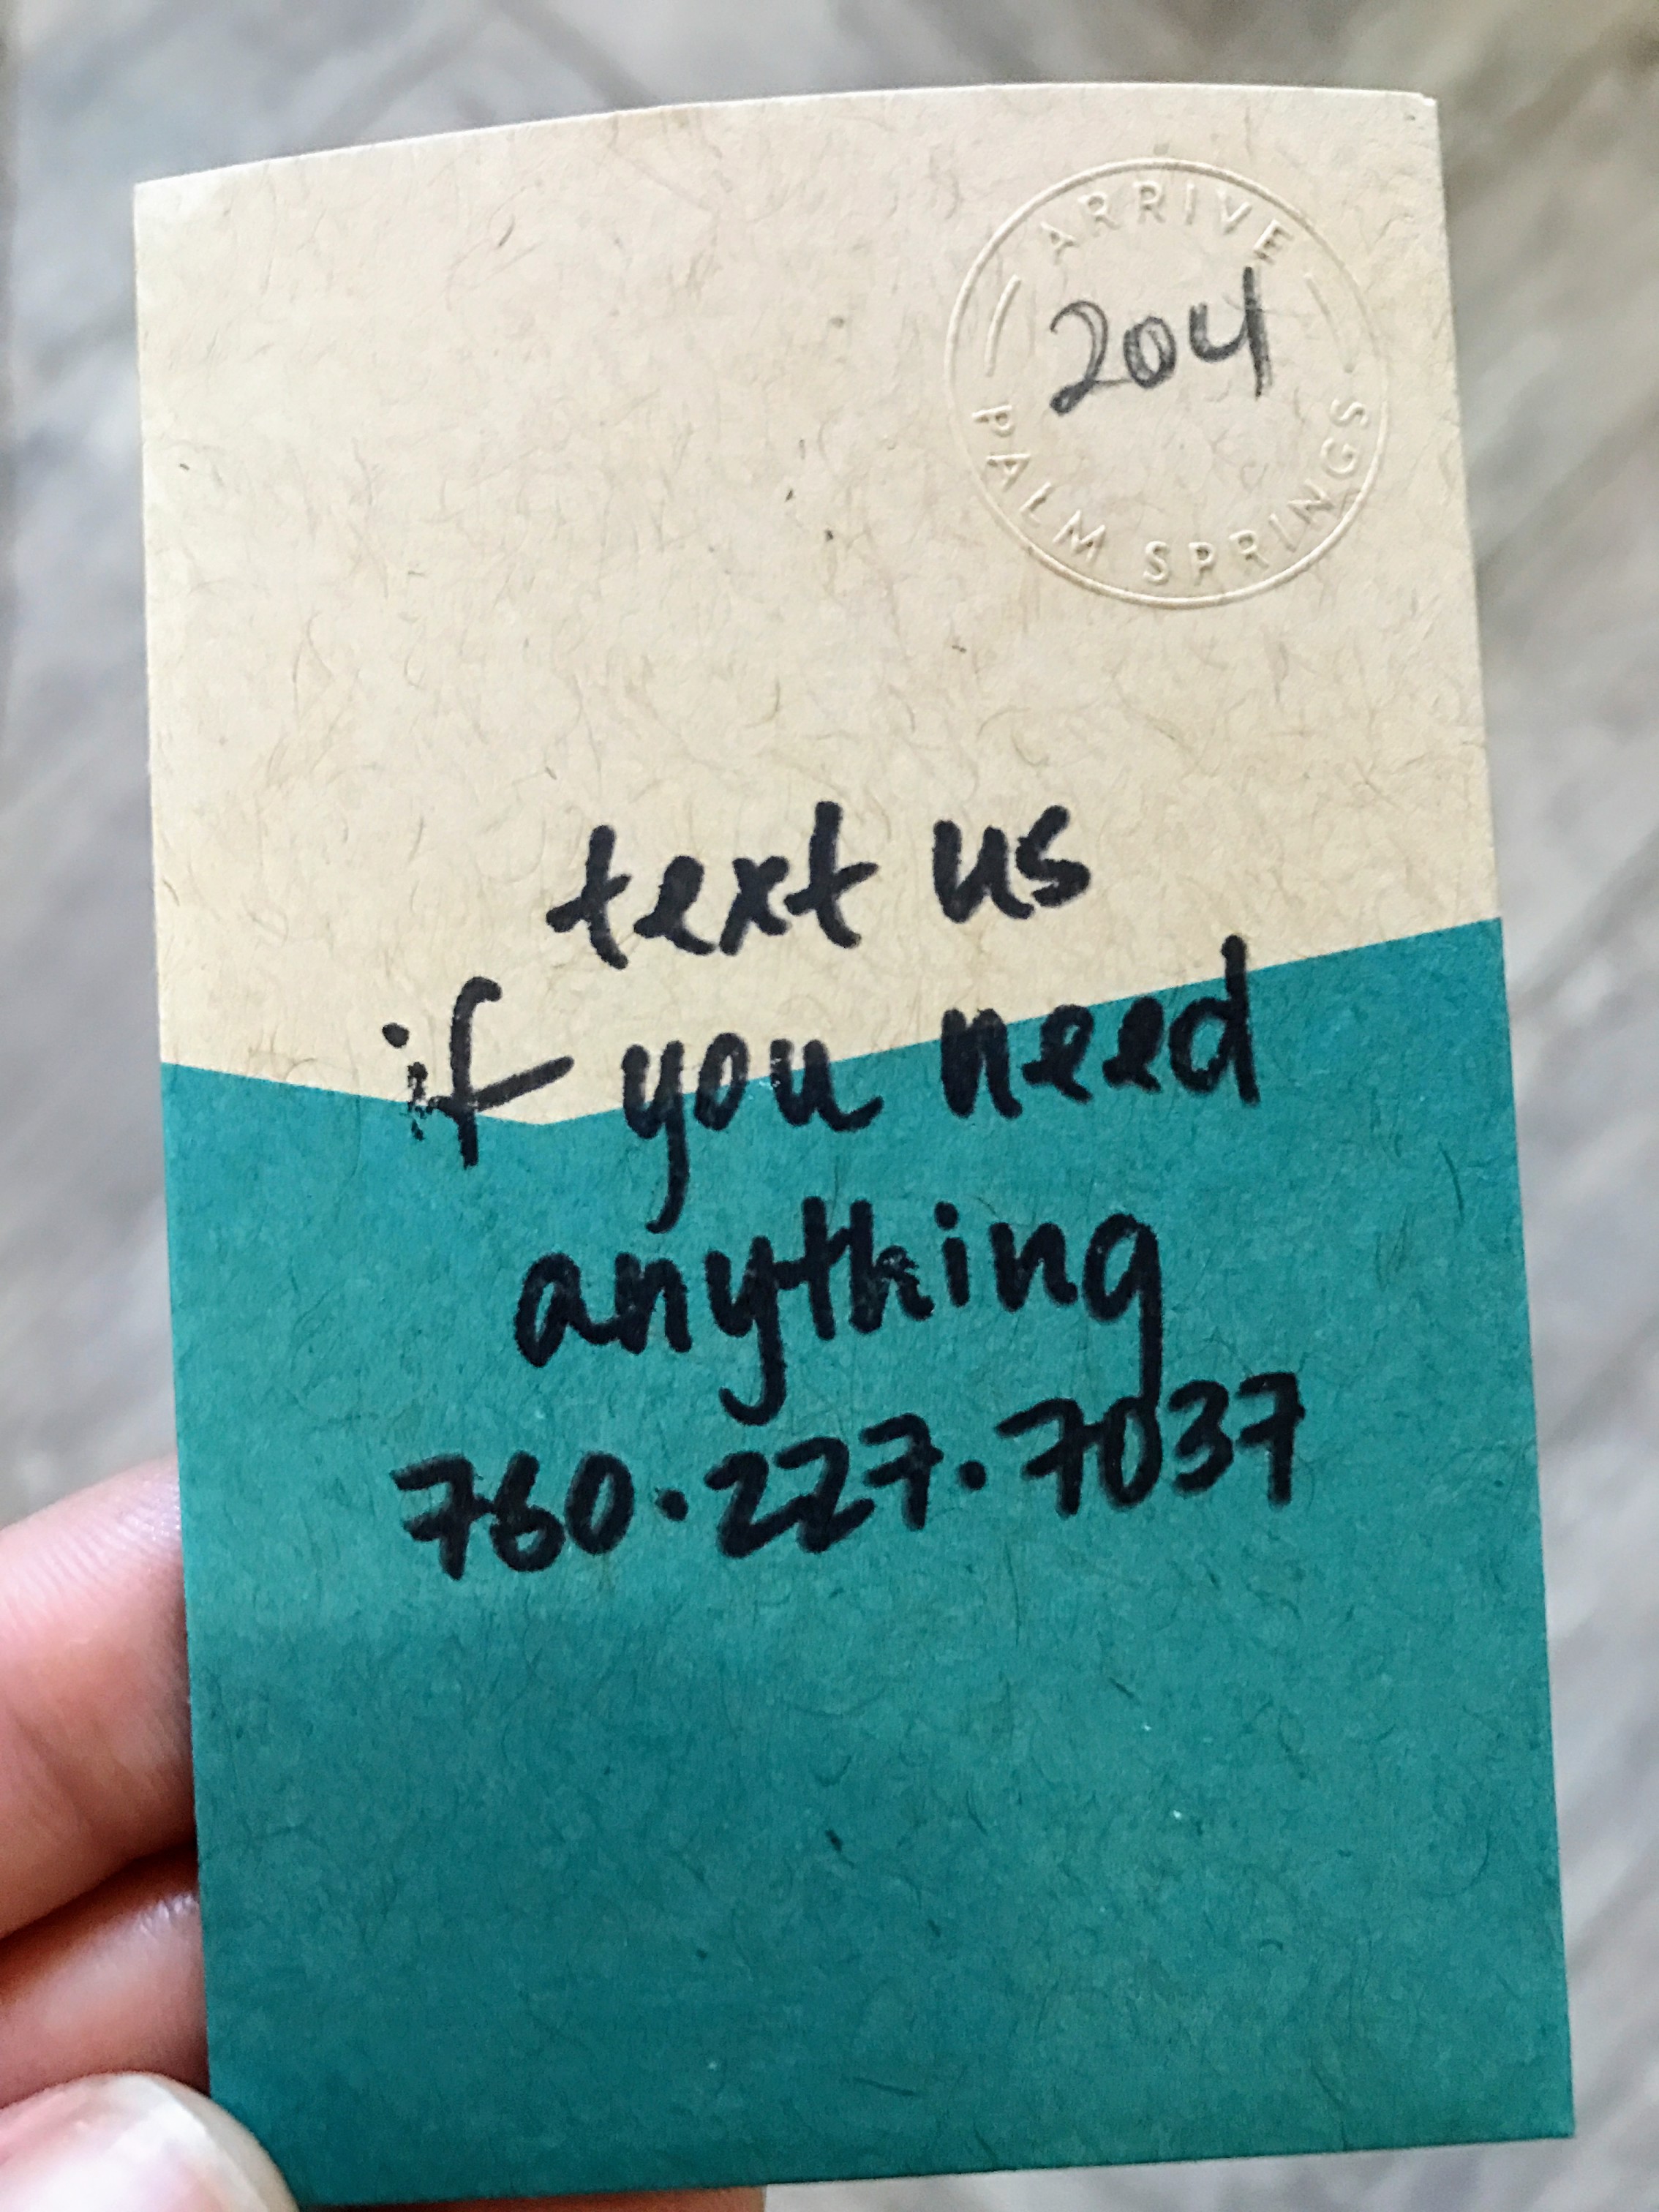 ARRIVE
204
PALM SPRINGS
text us
if you need
anything
760.227.7037